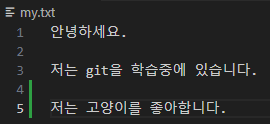 my.txt
1 안녕하세요.
2
3 저는 git을 학습중에 있습니다.
4
5 저는 고양이를 좋아합니다.